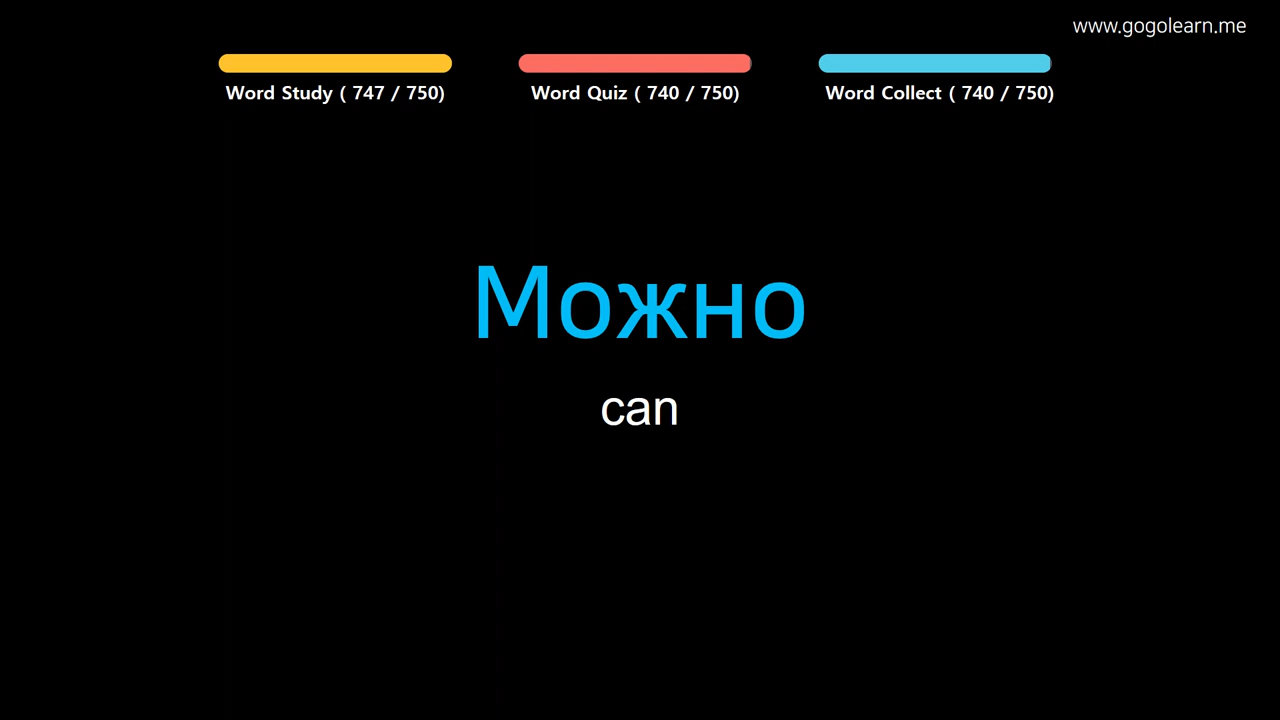 www.gogolearn.me
Word Study ( 747 / 750)
Word Quiz ( 740 / 750)
Word Collect ( 740 / 750)
Можно
can